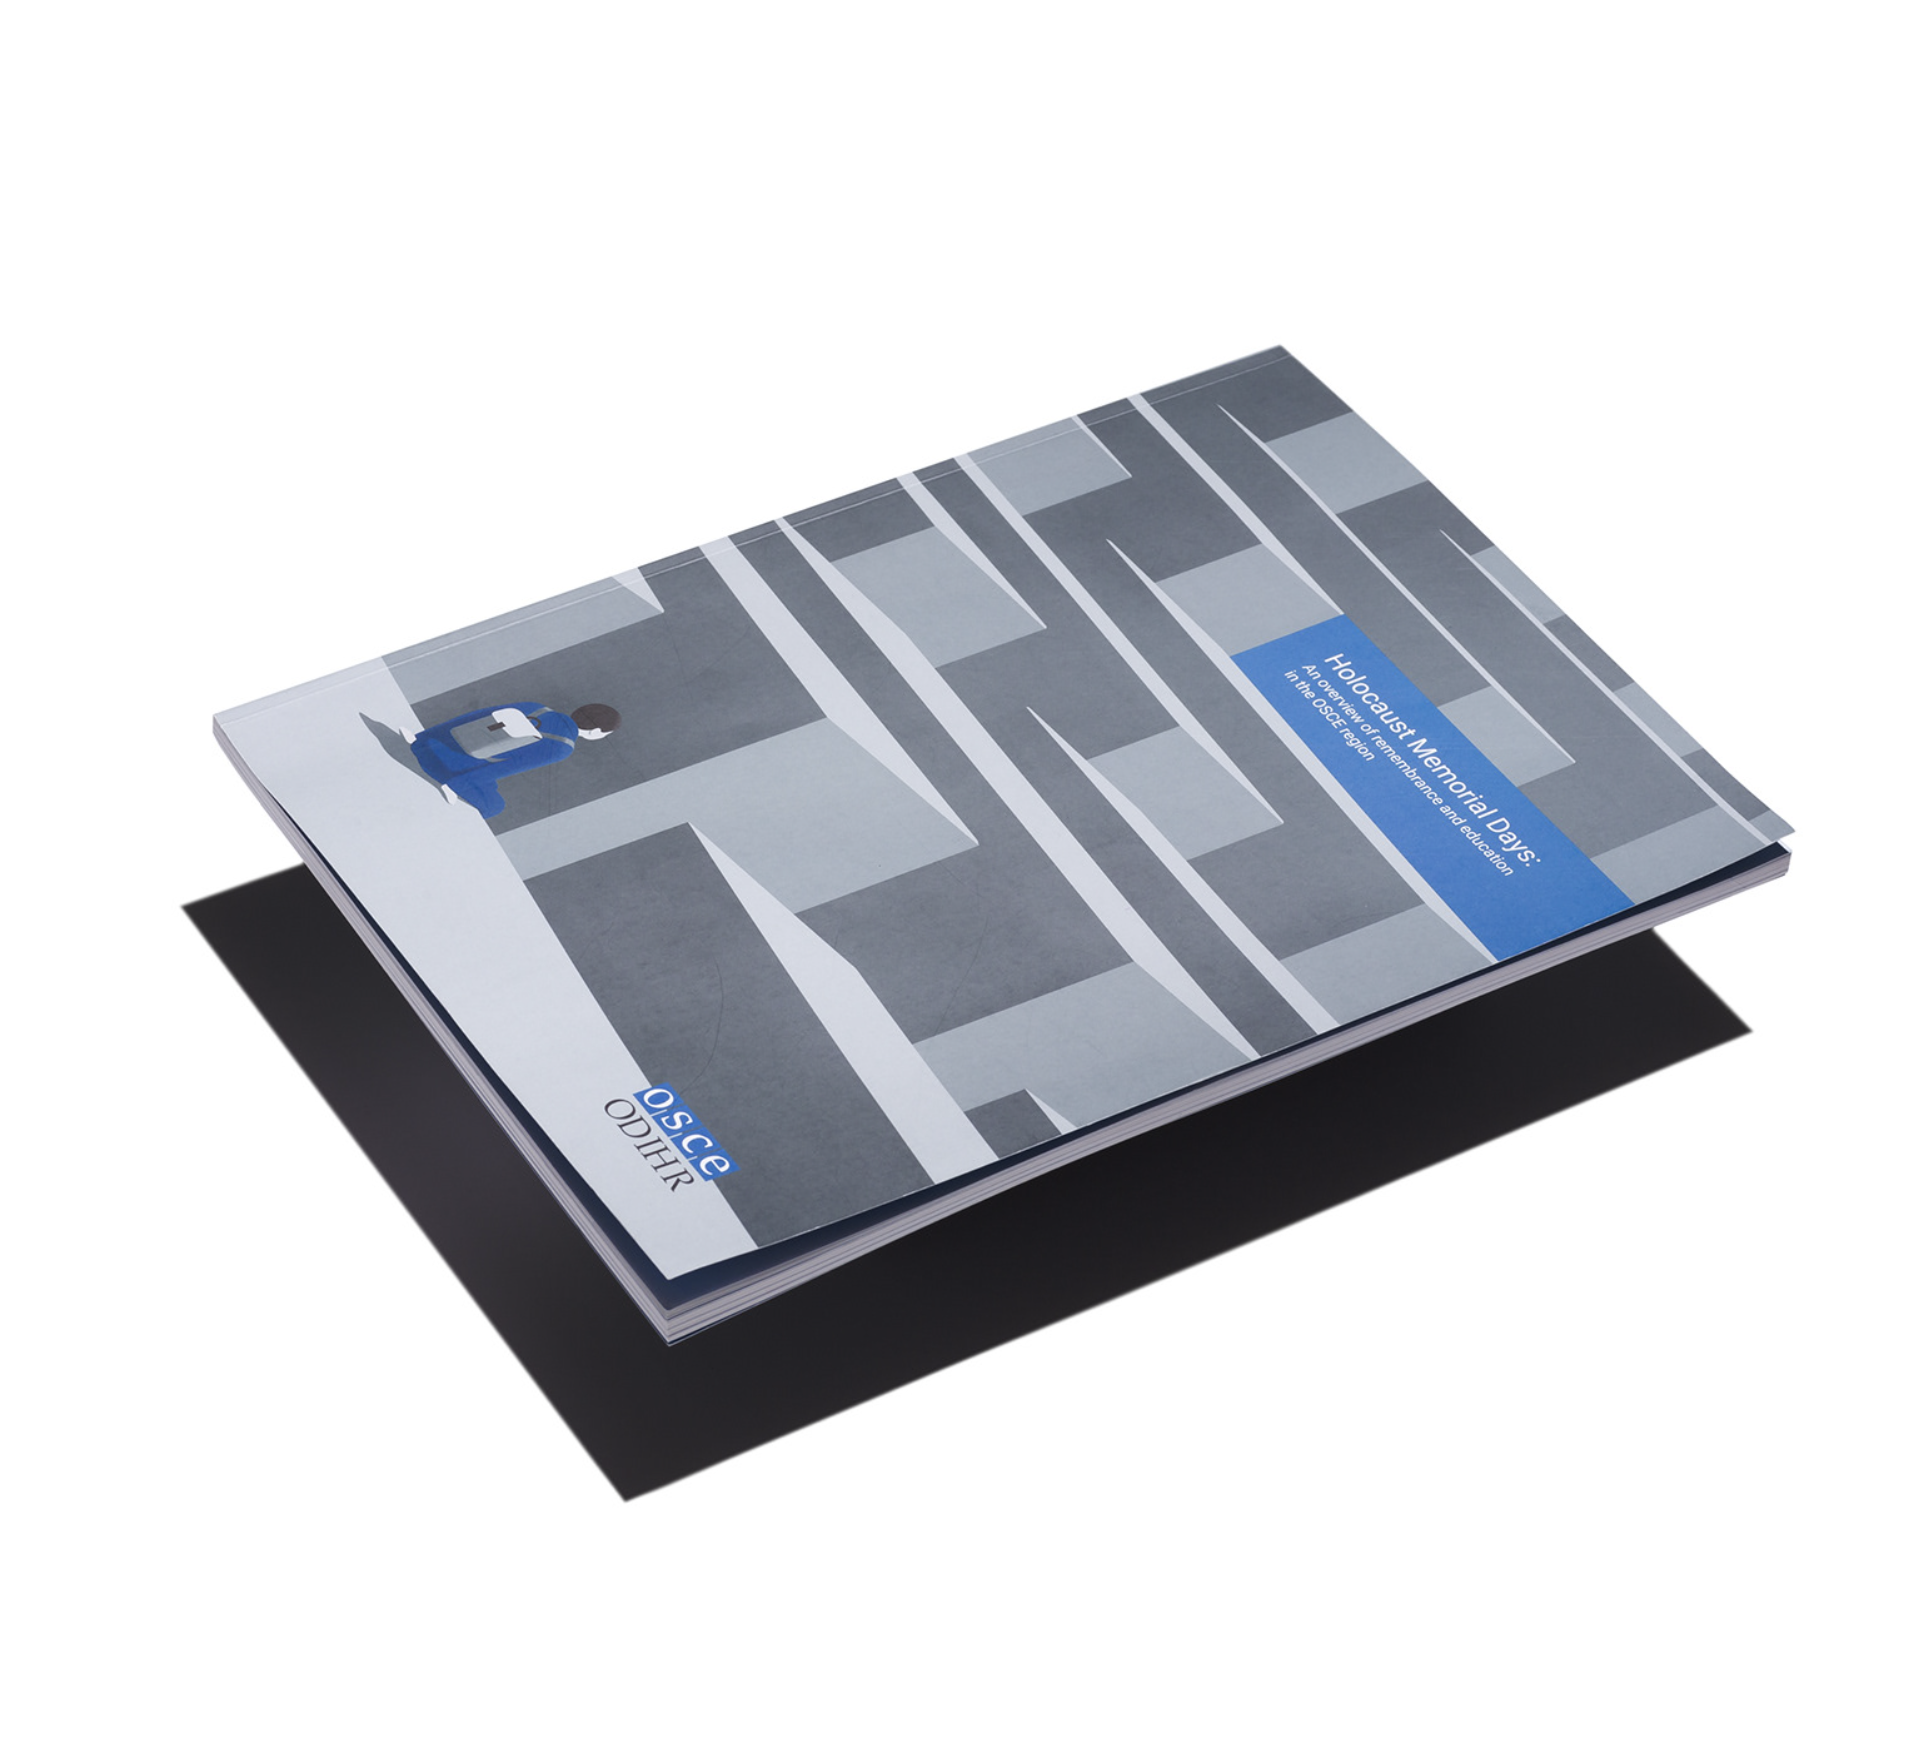 Holocaust Memorial Days:
An overview of remembrance and education
in the OSCE region
osce
ODIHR